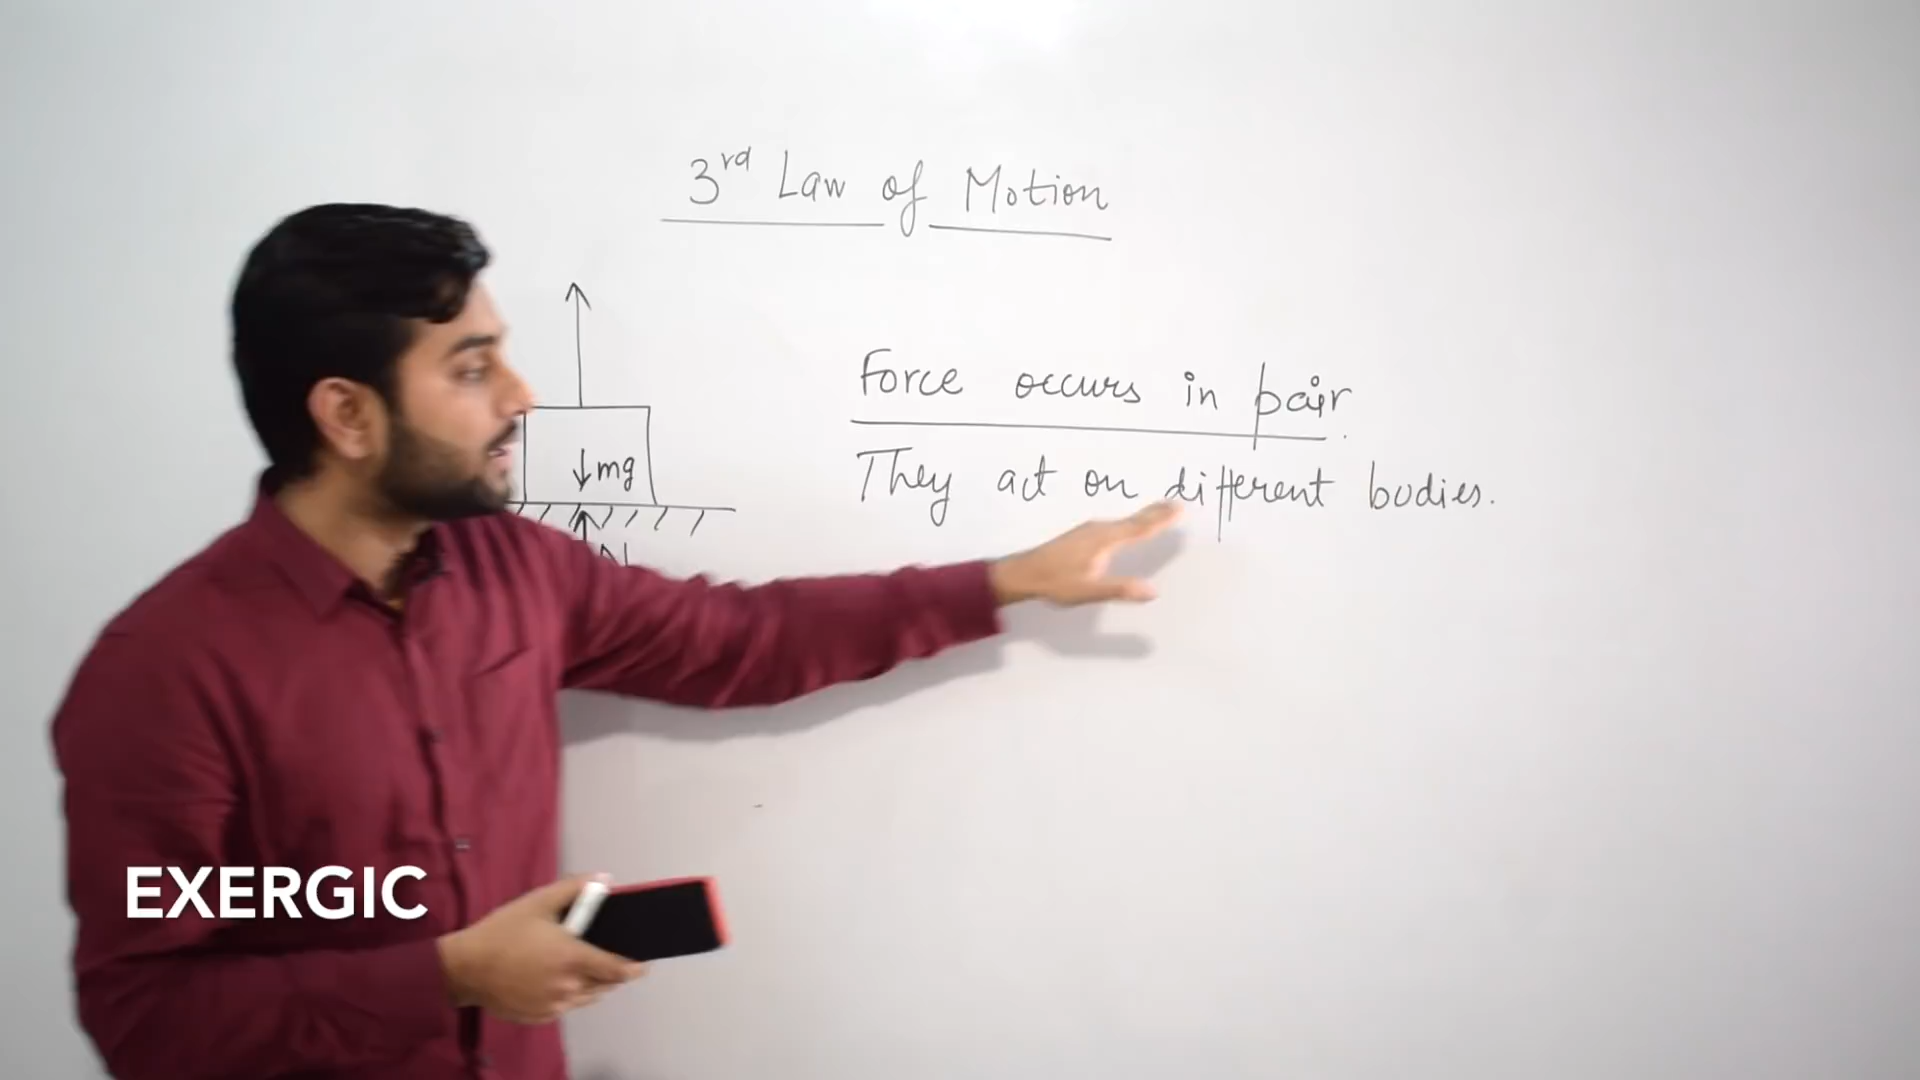 3rd Law of Motion
Force occurs in pair.
They act on different bodies.
mg
N
EXERGIC